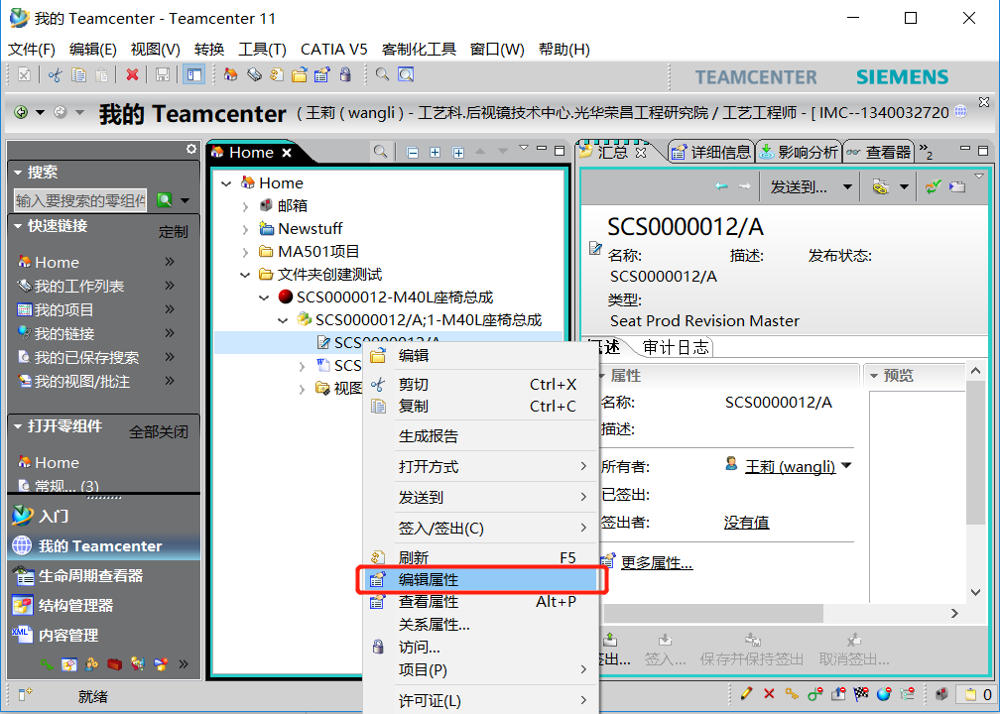 我的 Teamcenter - Teamcenter 11
文件(F) 编辑(E) 视图(V) 转换 工具(T) CATIA V5 客制化工具 窗口(W) 帮助(H)
TEAMCENTER SIEMENS
我的 Teamcenter ( 王莉 ( wangli ) - 工艺科.后视镜技术中心.光华荣昌工程研究院 / 工艺工程师 - [ IMC--1340032720
搜索
输入要搜索的零组件
快速链接
定制
Home
我的工作列表
我的项目
我的链接
我的已保存搜索
我的视图/批注
打开零组件
全部关闭
Home
常规... (3)
入门
我的 Teamcenter
生命周期查看器
结构管理器
内容管理
Home
Home
邮箱
Newstuff
MA501项目
文件夹创建测试
SCS0000012-M40L座椅总成
SCS0000012/A;1-M40L座椅总成
SCS0000012/A
SCS
视图
编辑
剪切 Ctrl+X
复制 Ctrl+C
生成报告
打开方式
发送到
签入/签出(C)
刷新 F5
编辑属性
查看属性 Alt+P
关系属性...
访问...
项目(P)
许可证(L)
汇总 详细信息 影响分析 查看器 »2
发送到...
SCS0000012/A
名称: 描述: 发布状态:
SCS0000012/A
类型:
Seat Prod Revision Master
概述 审计日志
属性
预览
名称: SCS0000012/A
描述:
所有者: 王莉 (wangli)
已签出:
签出者: 没有值
更多属性...
签出... 签入... 保存并保持签出 取消签出...
就绪
0